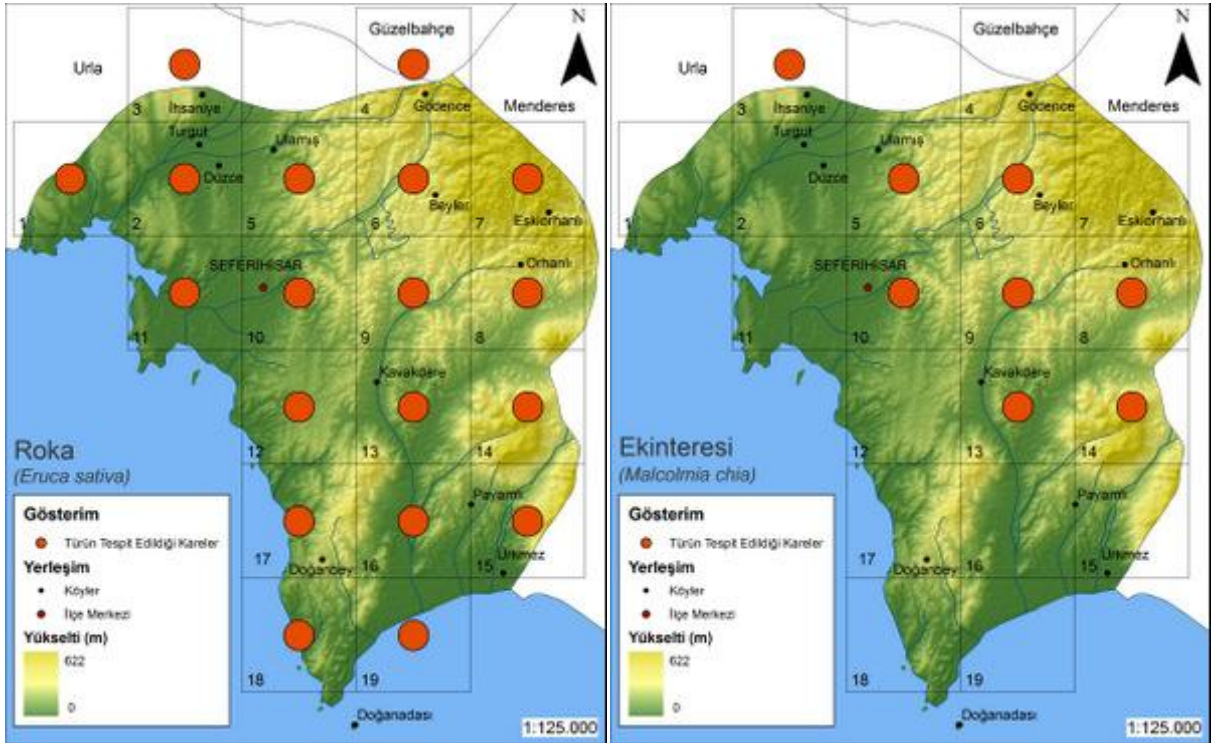 N
Güzelbahçe
Urla
3
4
İhsaniye
Gödence
Menderes
Turgut
Ulamış
Düzce
Beyler
1
2
5
6
7
Eskiorhanlı
SEFERİHİSAR
Orhanlı
11
10
9
8
Kavakdere
Roka
(Eruca sativa)
12
13
14
Payamlı
Gösterim
Türün Tespit Edildiği Kareler
Yerleşim
Köyler
İlçe Merkezi
Yükselti (m)
622
0
17
Doğanbey
16
15
Ürkmez
18
19
Doğanadası
1:125.000
N
Güzelbahçe
Urla
3
4
İhsaniye
Gödence
Menderes
Turgut
Ulamış
Düzce
Beyler
1
2
5
6
7
Eskiorhanlı
SEFERİHİSAR
Orhanlı
11
10
9
8
Kavakdere
Ekinteresi
(Malcolmia chia)
12
13
14
Payamlı
Gösterim
Türün Tespit Edildiği Kareler
Yerleşim
Köyler
İlçe Merkezi
Yükselti (m)
622
0
17
Doğanbey
16
15
Ürkmez
18
19
Doğanadası
1:125.000